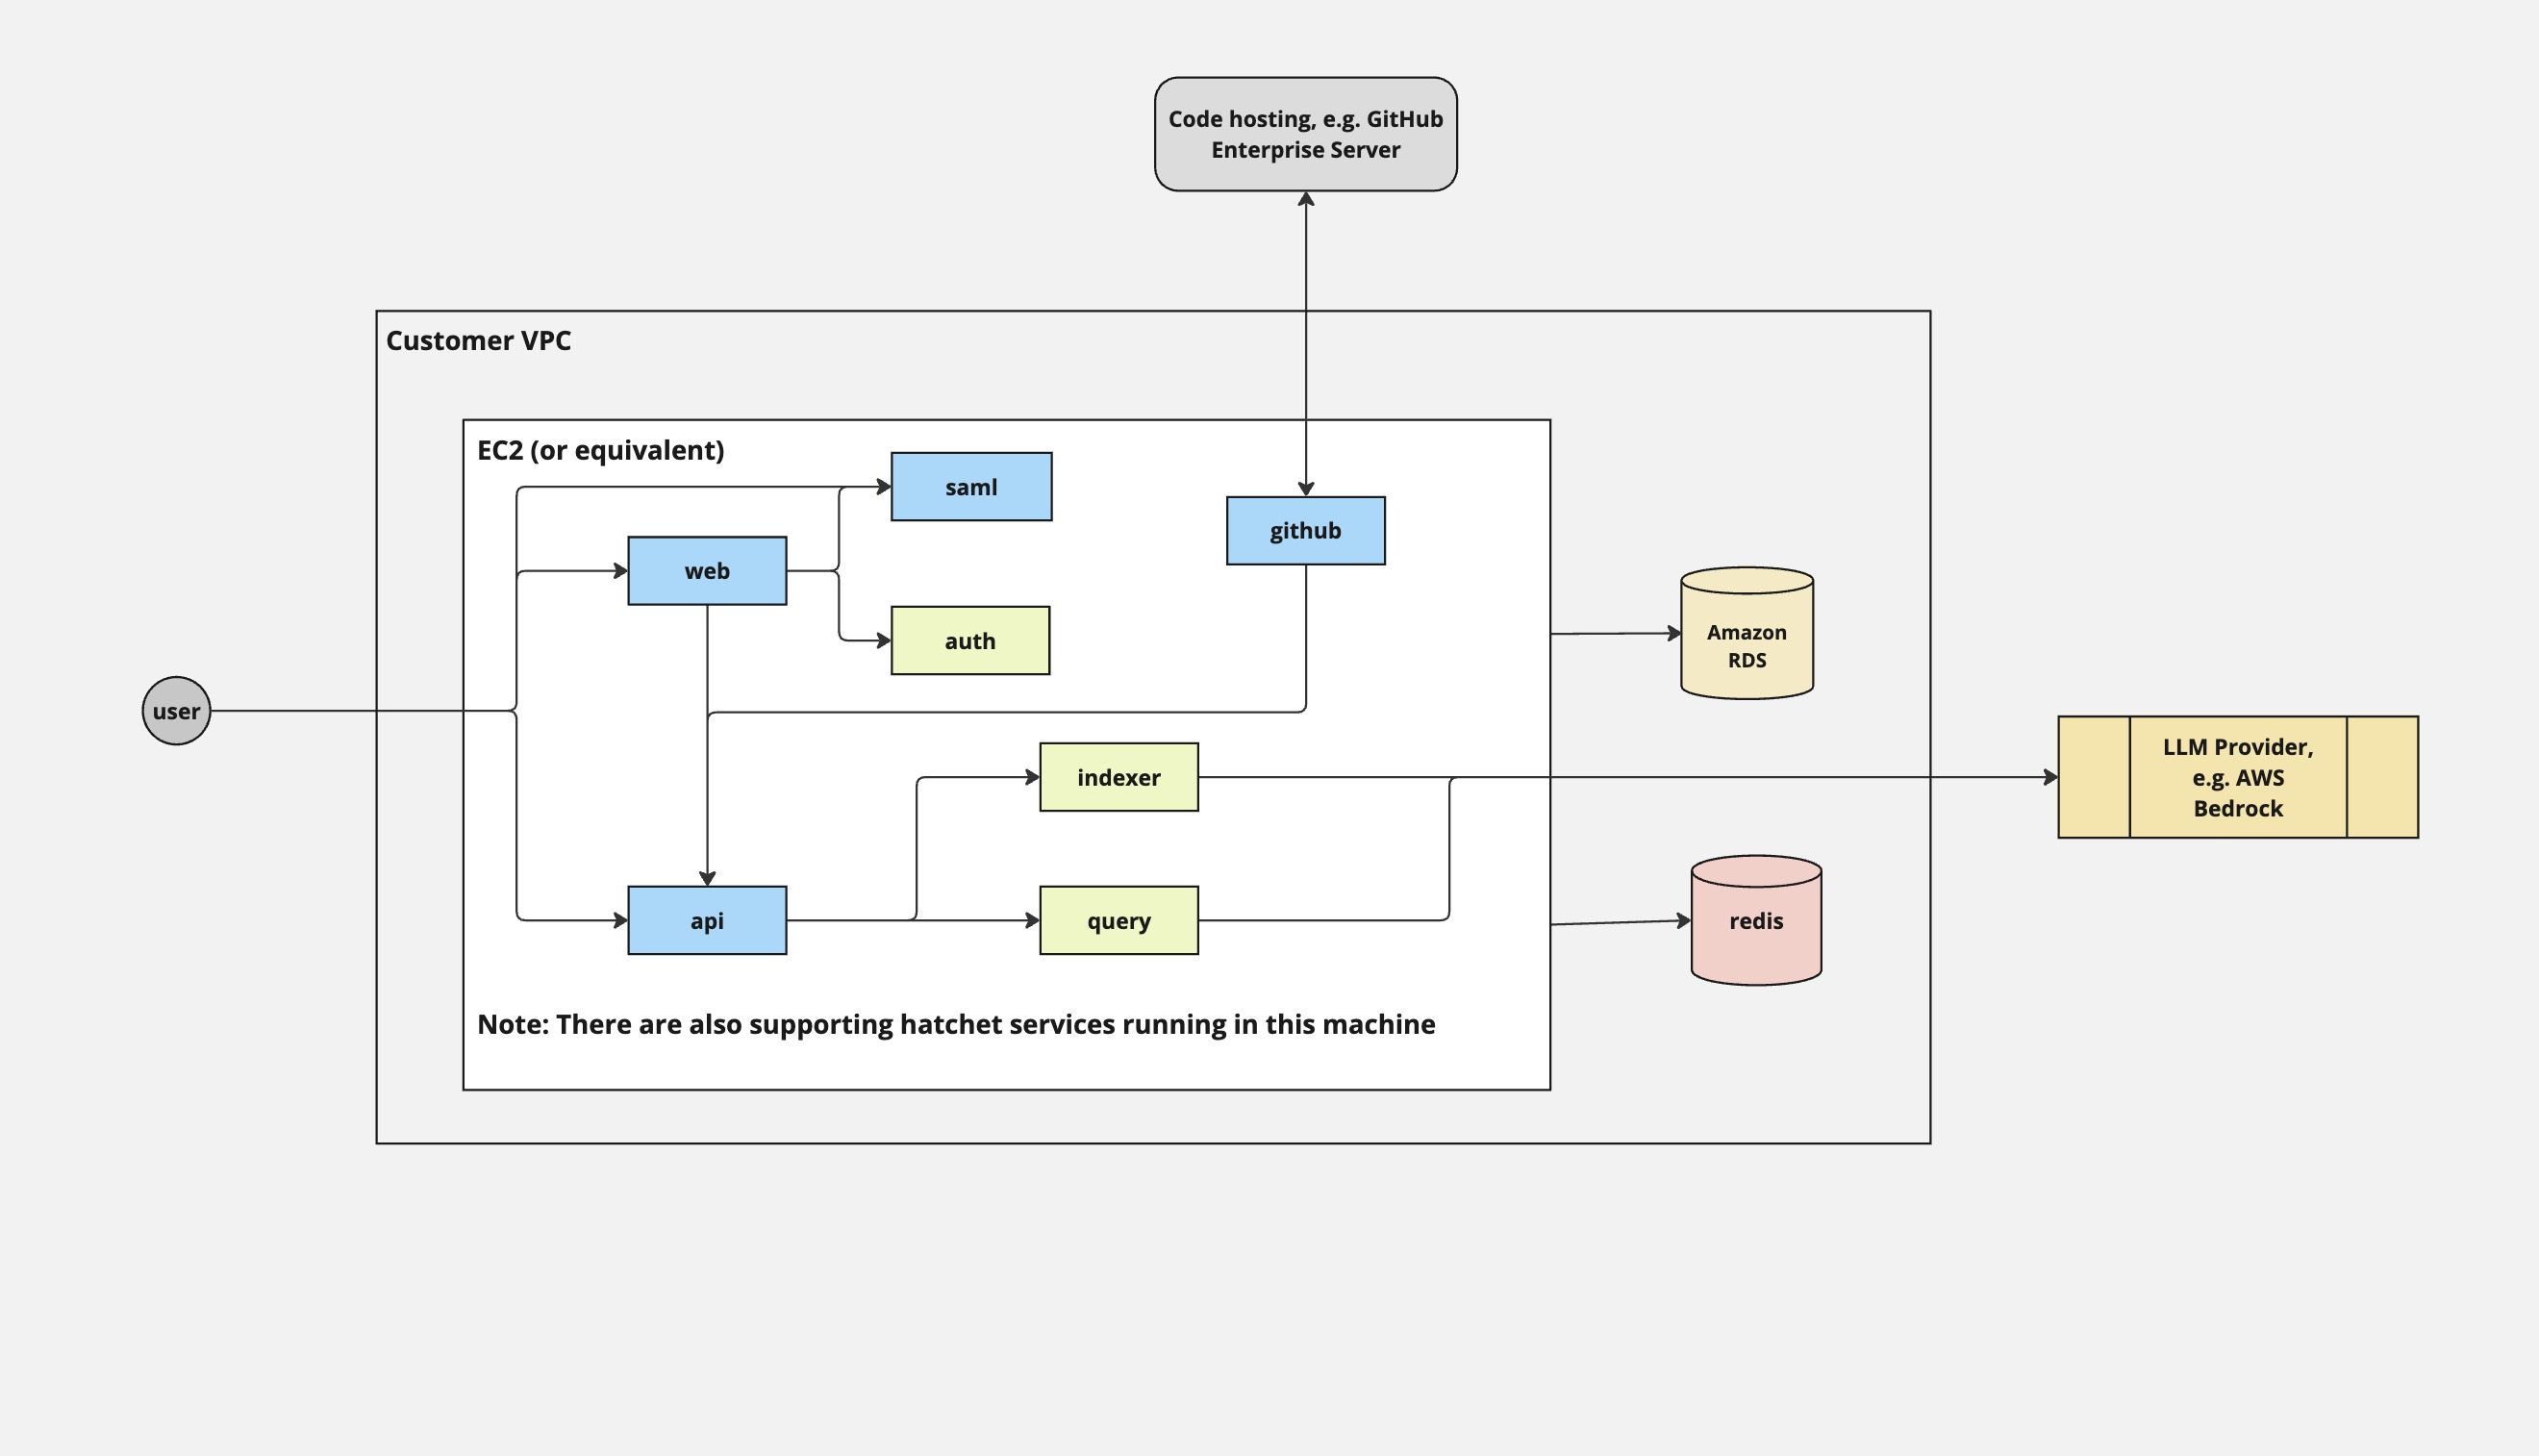 Code hosting, e.g. GitHub
Enterprise Server
Customer VPC
EC2 (or equivalent)
saml
github
web
auth
Amazon
RDS
user
indexer
LLM Provider,
e.g. AWS
Bedrock
api
query
redis
Note: There are also supporting hatchet services running in this machine